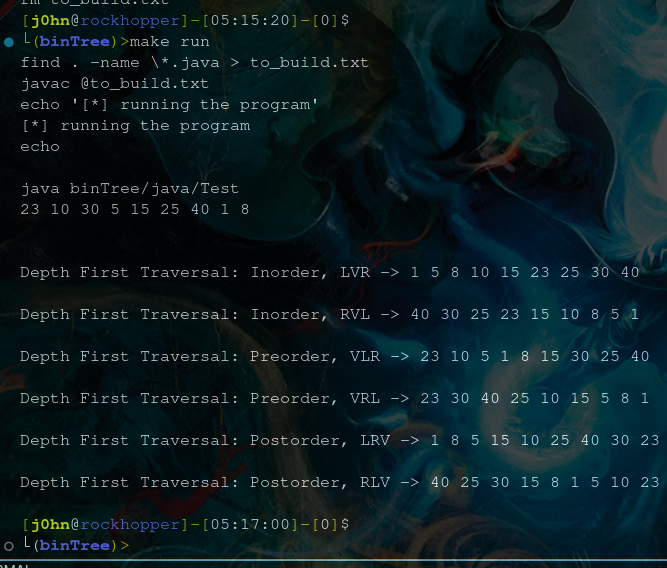 rm to_build.txt
[j0hn@rockhopper]-[05:15:20]-[0]$
└(binTree)>make run
find . -name \*.java > to_build.txt
javac @to_build.txt
echo '[*] running the program'
[*] running the program
echo
java binTree/java/Test
23 10 30 5 15 25 40 1 8
Depth First Traversal: Inorder, LVR -> 1 5 8 10 15 23 25 30 40
Depth First Traversal: Inorder, RVL -> 40 30 25 23 15 10 8 5 1
Depth First Traversal: Preorder, VLR -> 23 10 5 1 8 15 30 25 40
Depth First Traversal: Preorder, VRL -> 23 30 40 25 10 15 5 8 1
Depth First Traversal: Postorder, LRV -> 1 8 5 15 10 25 40 30 23
Depth First Traversal: Postorder, RLV -> 40 25 30 15 8 1 5 10 23
[j0hn@rockhopper]-[05:17:00]-[0]$
└(binTree)>